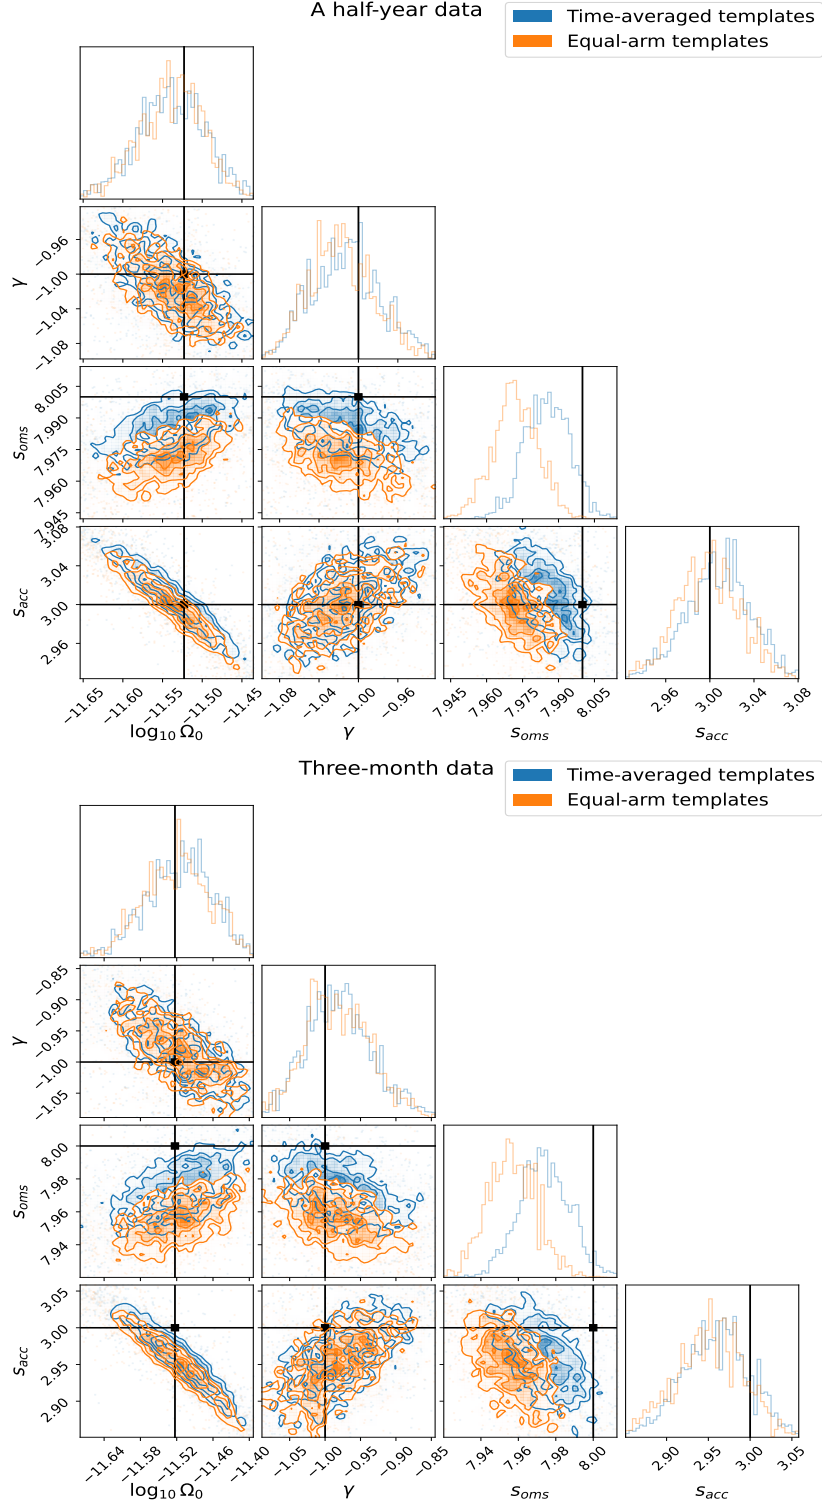 A half-year data
Time-averaged templates
Equal-arm templates
γ
−0.96
−1.00
−1.04
−1.08
s_oms
8.005
7.990
7.975
7.960
7.945
s_acc
3.08
3.04
3.00
2.96
−11.65 −11.60 −11.55 −11.50 −11.45
−1.08 −1.04 −1.00 −0.96
7.945 7.960 7.975 7.990 8.005
2.96 3.00 3.04 3.08
log₁₀ Ω₀ γ s_oms s_acc
Three-month data
Time-averaged templates
Equal-arm templates
γ
−0.85
−0.90
−0.95
−1.00
−1.05
s_oms
8.00
7.98
7.96
7.94
s_acc
3.05
3.00
2.95
2.90
−11.64 −11.58 −11.52 −11.46 −11.40
−1.05 −1.00 −0.95 −0.90 −0.85
7.94 7.96 7.98 8.00
2.90 2.95 3.00 3.05
log₁₀ Ω₀ γ s_oms s_acc